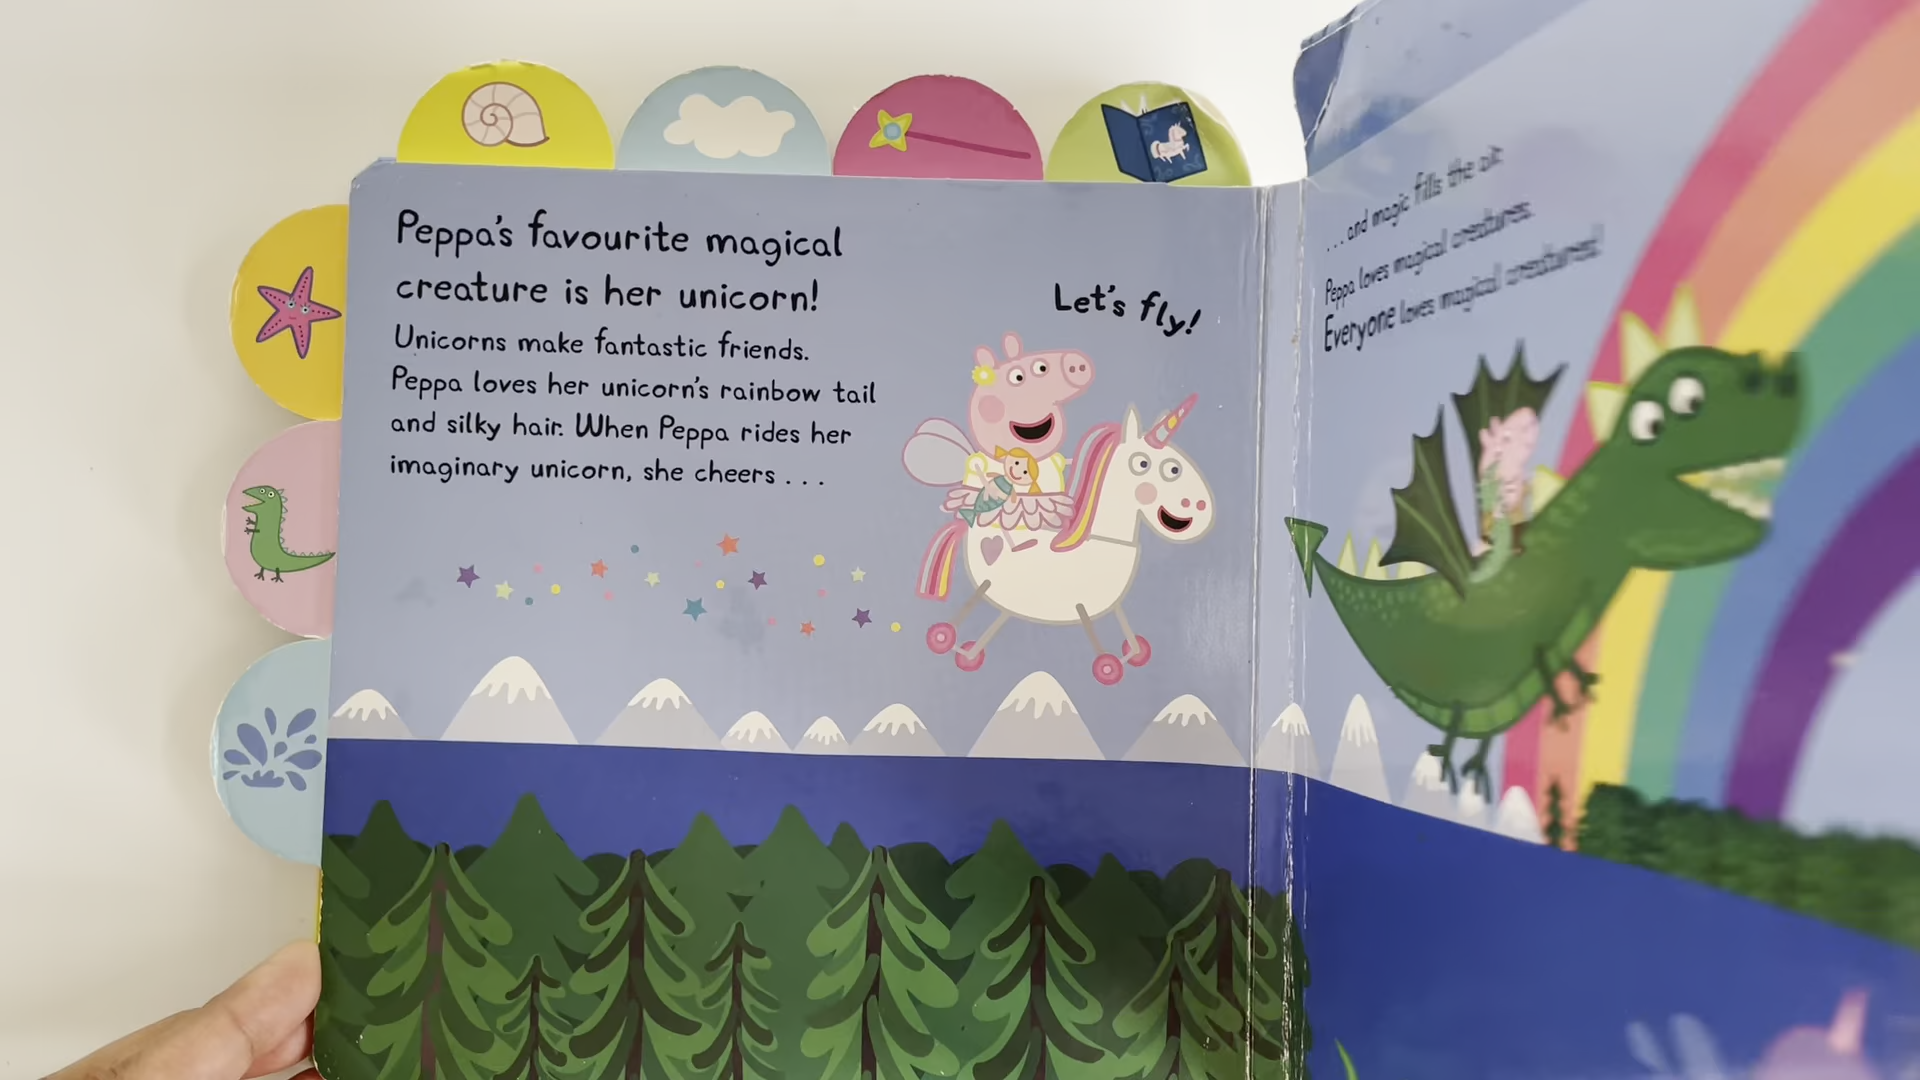 Peppa's favourite magical
creature is her unicorn!
Unicorns make fantastic friends.
Peppa loves her unicorn's rainbow tail
and silky hair. When Peppa rides her
imaginary unicorn, she cheers . . .
Let's fly!
. . . and magic fills the air.
Peppa loves magical creatures.
Everyone loves magical creatures!